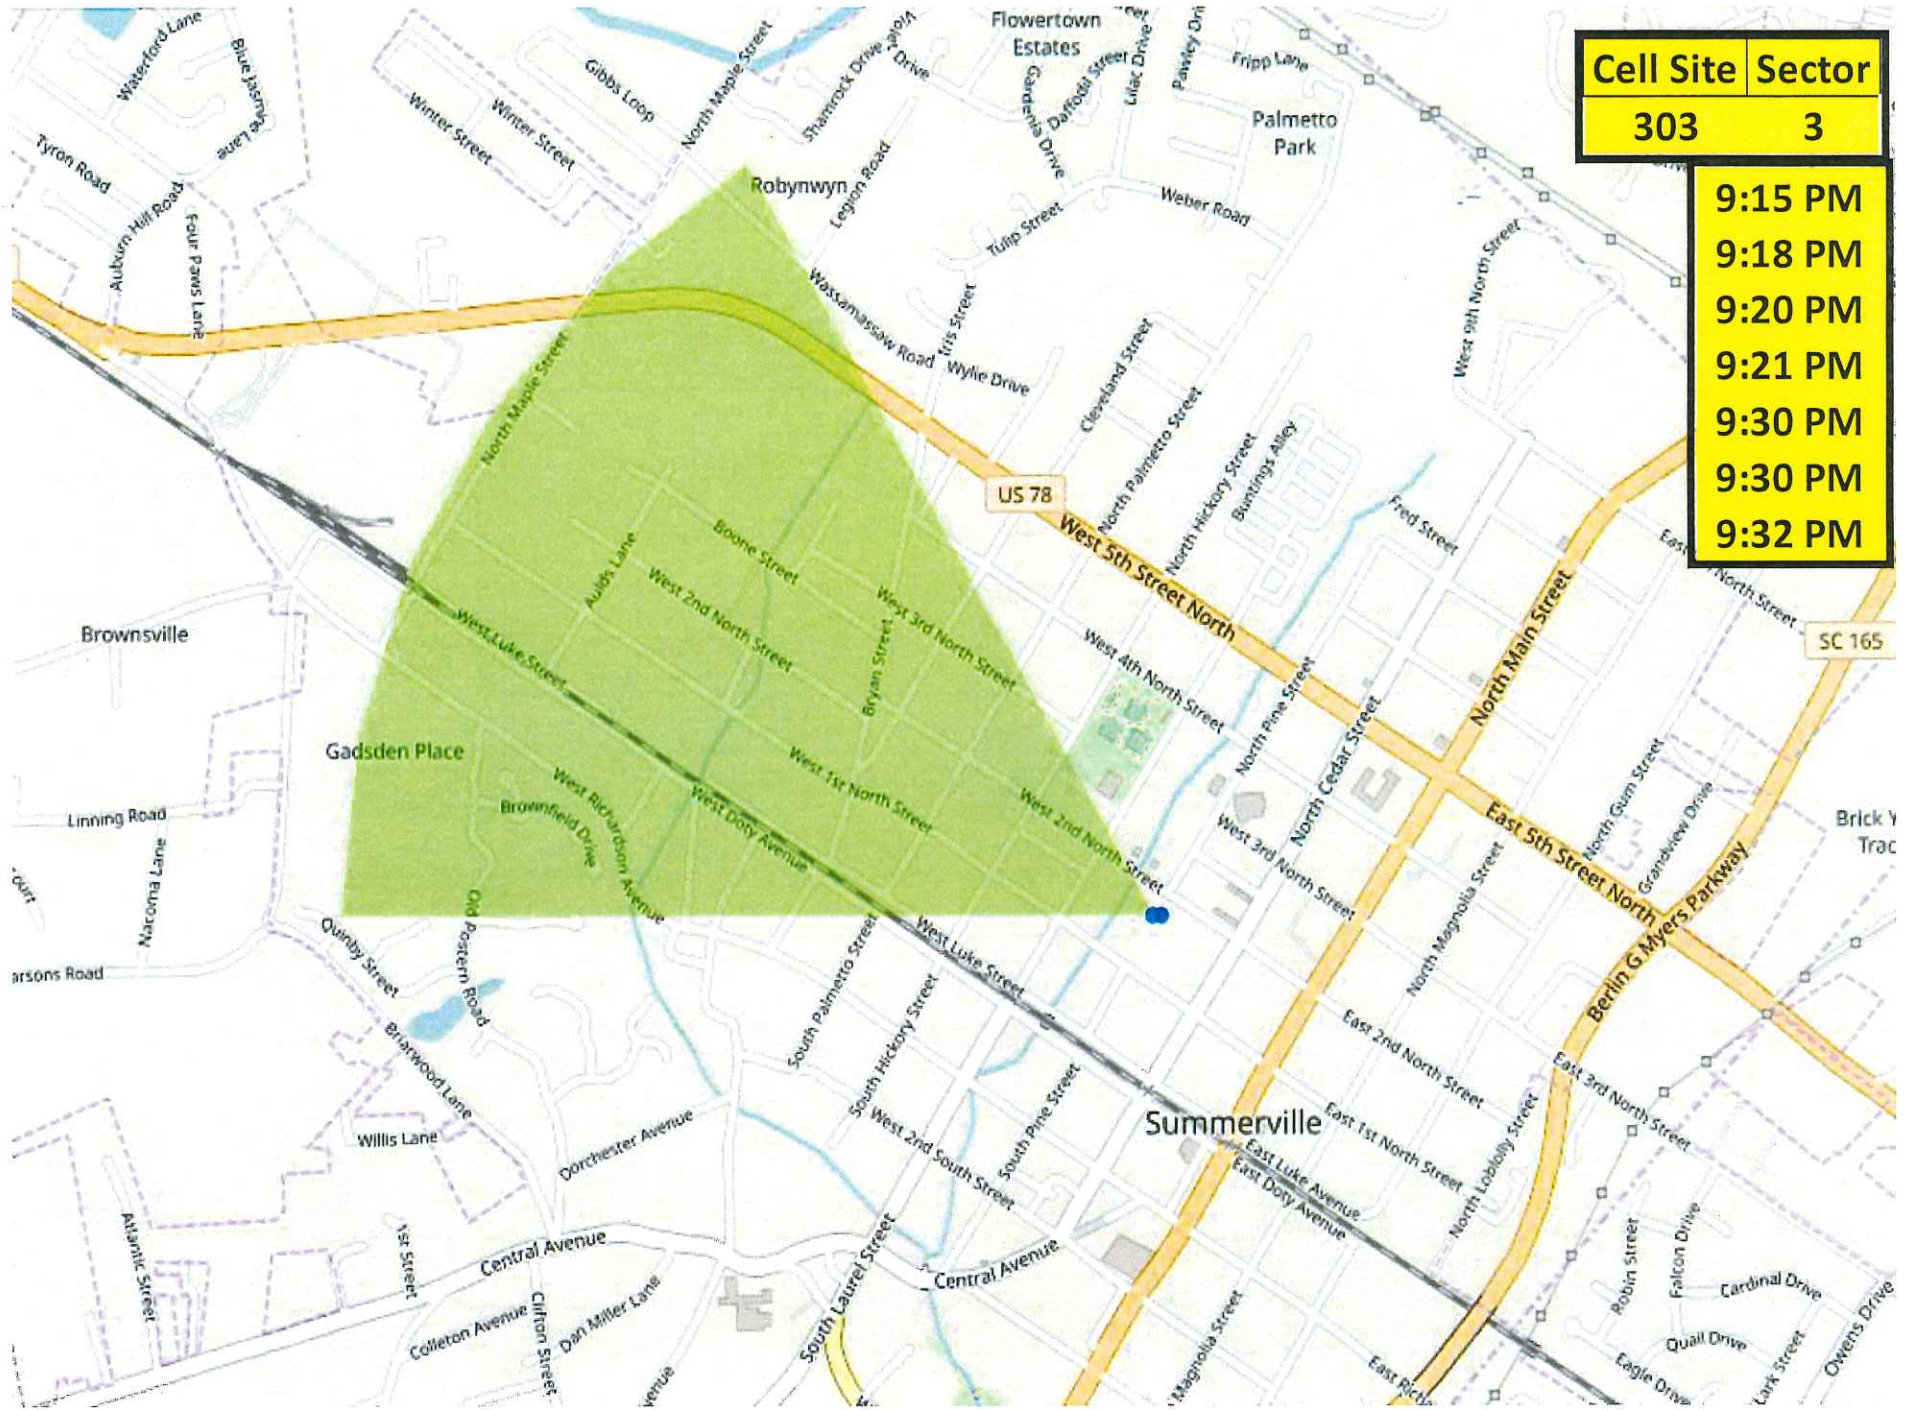 Cell Site Sector
303 3
9:15 PM
9:18 PM
9:20 PM
9:21 PM
9:30 PM
9:30 PM
9:32 PM
Waterford Lane
Blue Jasmine Lane
Tyron Road
Auburn Hill Road
Four Paws Lane
Gibbs Loop
Winter Street
Winter Street
North Maple Street
Shamrock Drive
Violet Drive
Flowertown
Estates
Gardenia Drive
Daffodil Street
Lilac Drive
Fripp Lane
Palmetto
Park
Robynwyn
Legion Road
Tulip Street
Weber Road
West 9th North Street
Wassamassaw Road
Iris Street
Wylie Drive
Cleveland Street
North Palmetto Street
North Hickory Street
Buntings Alley
North Maple Street
US 78
West 5th Street North
Fred Street
North Main Street
North Street
SC 165
Brownsville
West Luke Street
Aulds Lane
Boone Street
West 2nd North Street
Bryan Street
West 3rd North Street
West 4th North Street
North Pine Street
North Cedar Street
Gadsden Place
Brownfield Drive
West Richardson Avenue
West Doty Avenue
West 1st North Street
West 2nd North Street
West 3rd North Street
North Gum Street
Grandview Drive
East 5th Street North
Berlin G Myers Parkway
North Magnolia Street
Linning Road
Nacoma Lane
Quinby Street
Old Postern Road
West Luke Street
South Palmetto Street
South Hickory Street
East 2nd North Street
East 3rd North Street
Briarwood Lane
Willis Lane
Dorchester Avenue
West 2nd South Street
South Pine Street
Summerville
East Luke Avenue
East Doty Avenue
East 1st North Street
North Loblolly Street
Atlantic Street
1st Street
Central Avenue
Central Avenue
South Laurel Street
Colleton Avenue
Clifton Street
Dan Miller Lane
Robin Street
Falcon Drive
Cardinal Drive
Quail Drive
Eagle Drive
Lark Street
Owens Drive
Magnolia Street